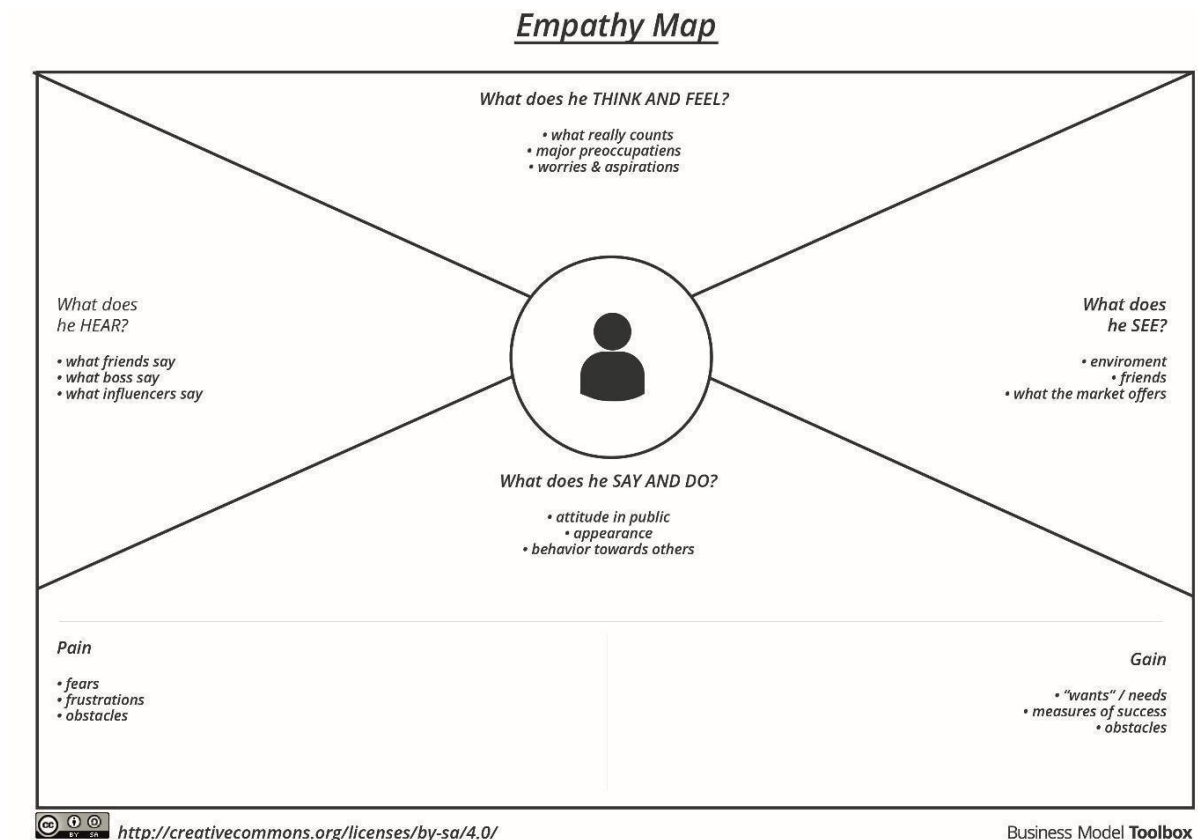 Empathy Map
What does he THINK AND FEEL?
• what really counts
• major preoccupatiens
• worries & aspirations
What does
he HEAR?
• what friends say
• what boss say
• what influencers say
What does
he SEE?
• enviroment
• friends
• what the market offers
What does he SAY AND DO?
• attitude in public
• appearance
• behavior towards others
Pain
• fears
• frustrations
• obstacles
Gain
• "wants" / needs
• measures of success
• obstacles
cc BY SA
http://creativecommons.org/licenses/by-sa/4.0/
Business Model Toolbox